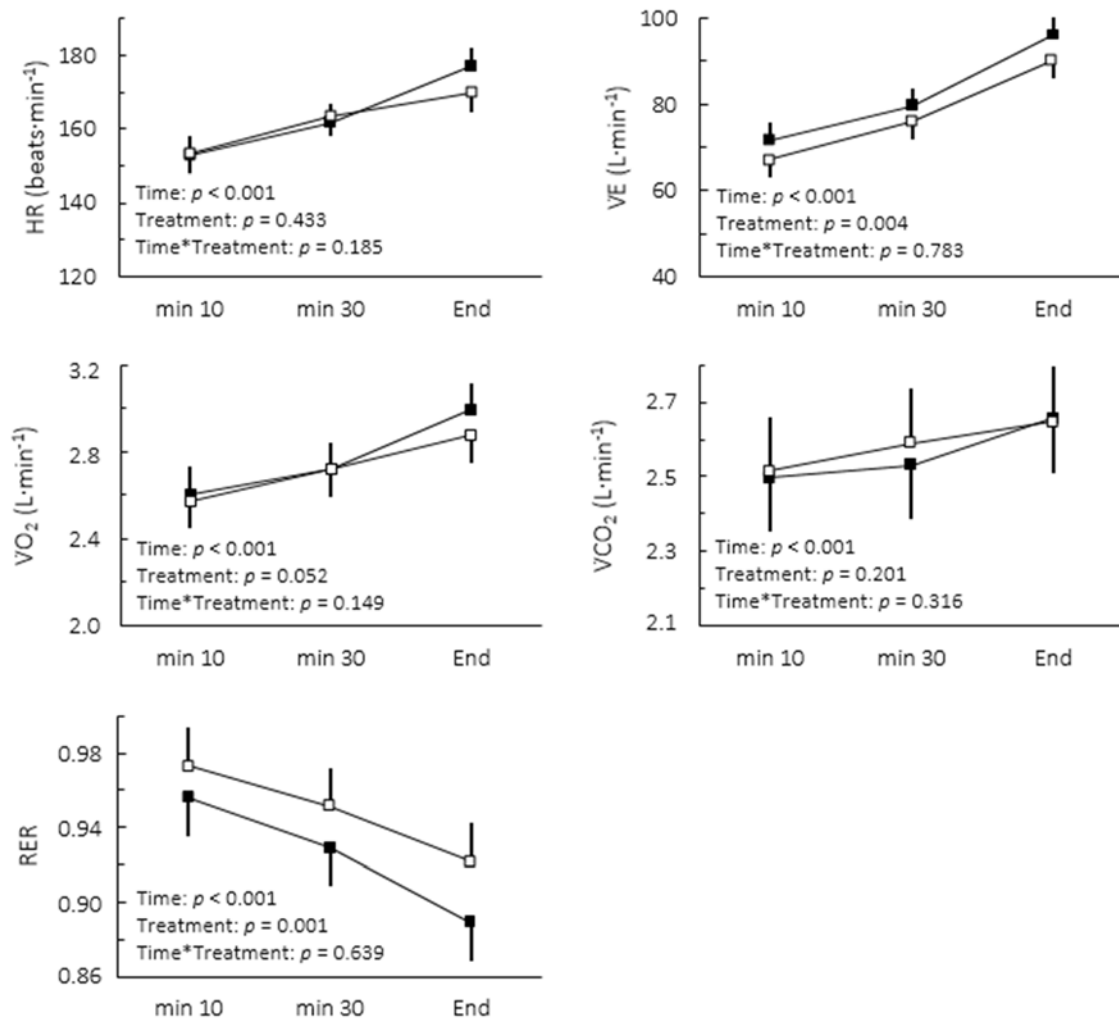 HR (beats·min⁻¹)
180
160
140
120
Time: p < 0.001
Treatment: p = 0.433
Time*Treatment: p = 0.185
min 10 min 30 End
VE (L·min⁻¹)
100
80
60
40
Time: p < 0.001
Treatment: p = 0.004
Time*Treatment: p = 0.783
min 10 min 30 End
VO₂ (L·min⁻¹)
3.2
2.8
2.4
2.0
Time: p < 0.001
Treatment: p = 0.052
Time*Treatment: p = 0.149
min 10 min 30 End
VCO₂ (L·min⁻¹)
2.7
2.5
2.3
2.1
Time: p < 0.001
Treatment: p = 0.201
Time*Treatment: p = 0.316
min 10 min 30 End
RER
0.98
0.94
0.90
0.86
Time: p < 0.001
Treatment: p = 0.001
Time*Treatment: p = 0.639
min 10 min 30 End